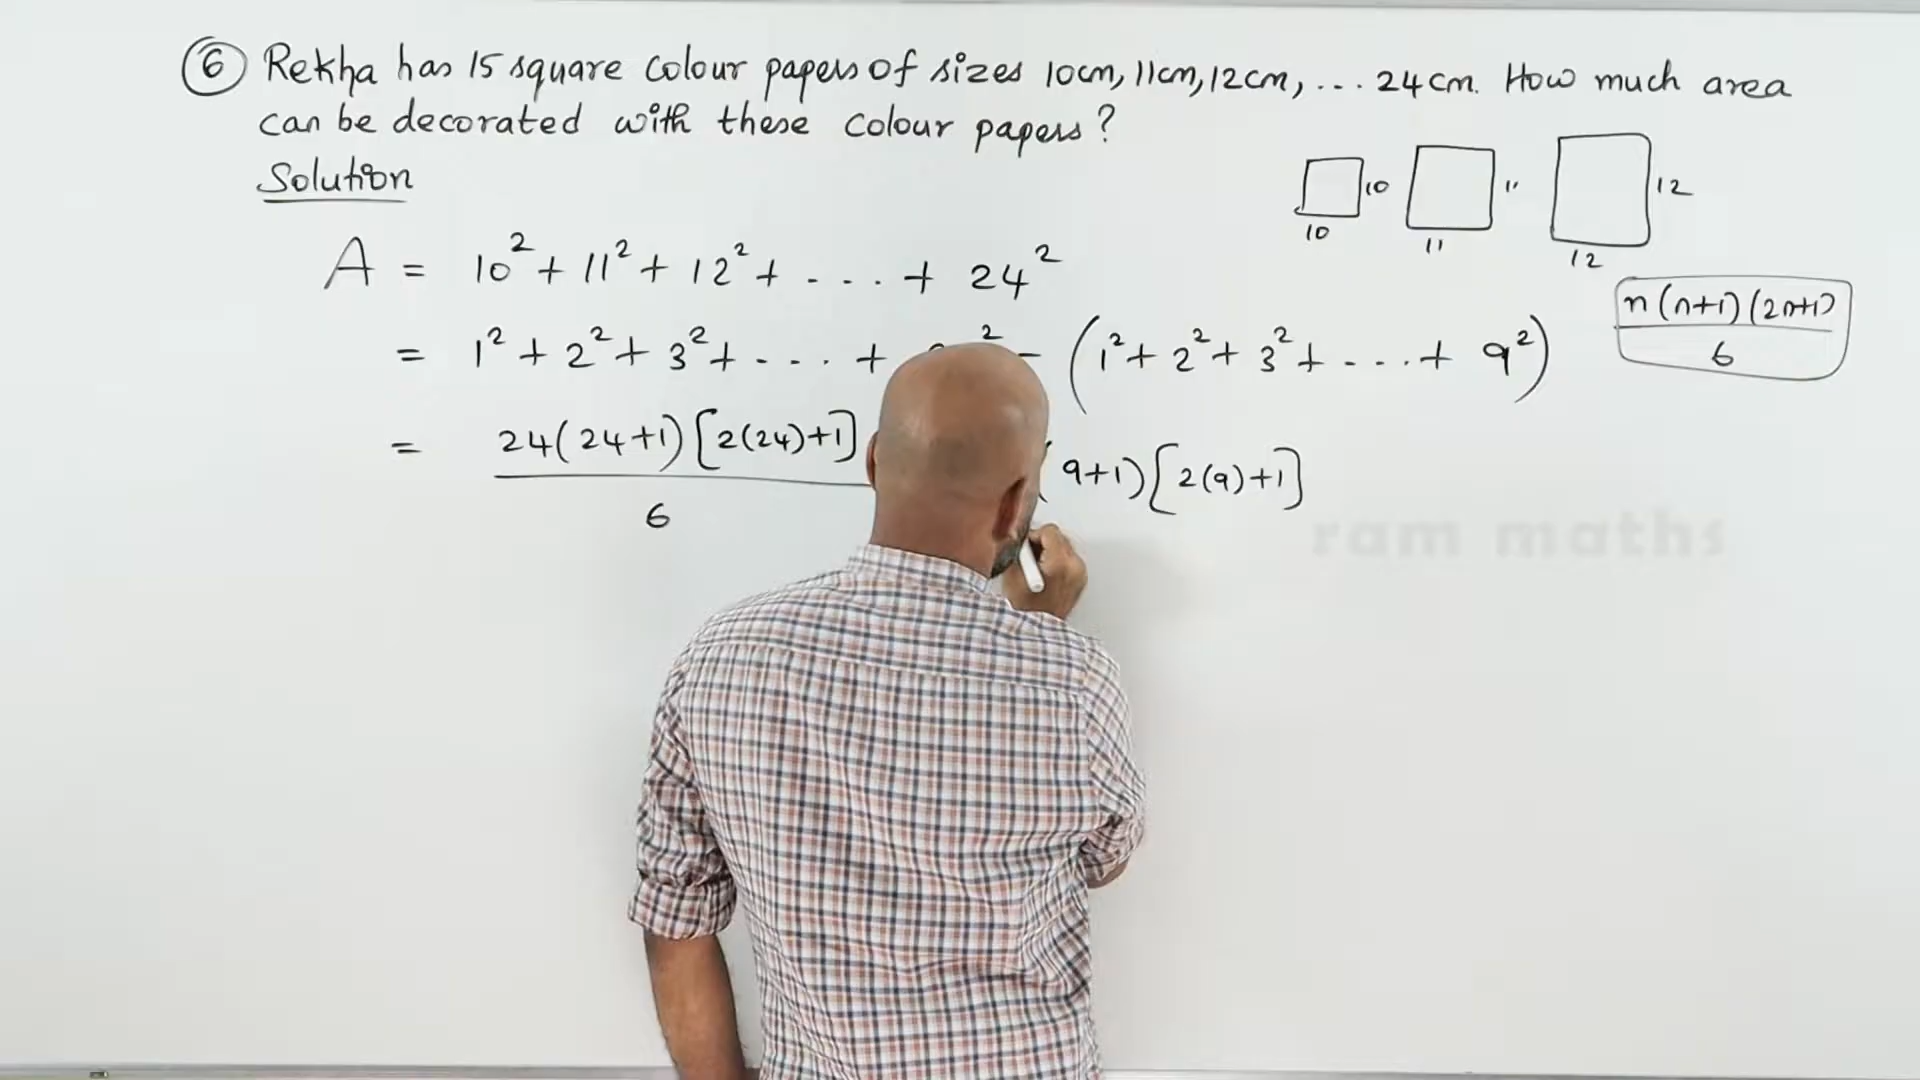 6 Rekha has 15 square colour papers of sizes 10cm, 11cm, 12cm, ... 24cm. How much area
can be decorated with these colour papers?
Solution
10 11 12
10 11 12
A = 10² + 11² + 12² + .... + 24²
n(n+1)(2n+1)
6
= 1² + 2² + 3² + .... + ² - (1² + 2² + 3² + .... + 9²)
= 24(24+1)[2(24)+1] 9+1)[2(9)+1]
6
ram maths